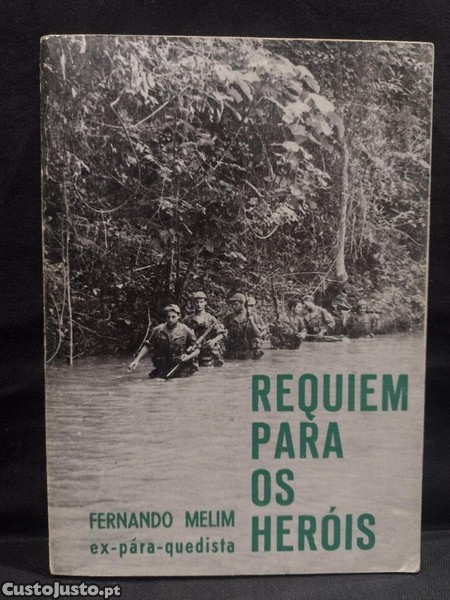 REQUIEM
PARA
OS
HERÓIS
FERNANDO MELIM
ex-pára-quedista
CustoJusto.pt